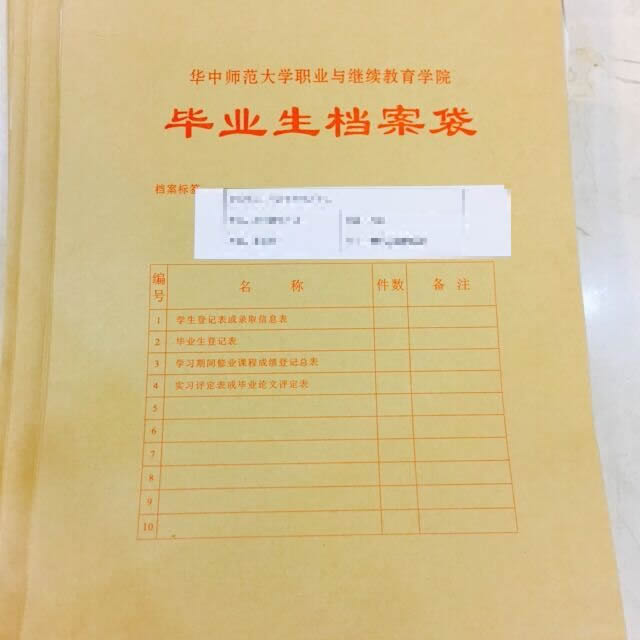 华中师范大学职业与继续教育学院
毕业生档案袋
档案标签
编号 名称 件数 备注
1 学生登记表或录取信息表
2 毕业生登记表
3 学习期间修业课程成绩登记总表
4 实习评定表或毕业论文评定表
5
6
7
8
9
10